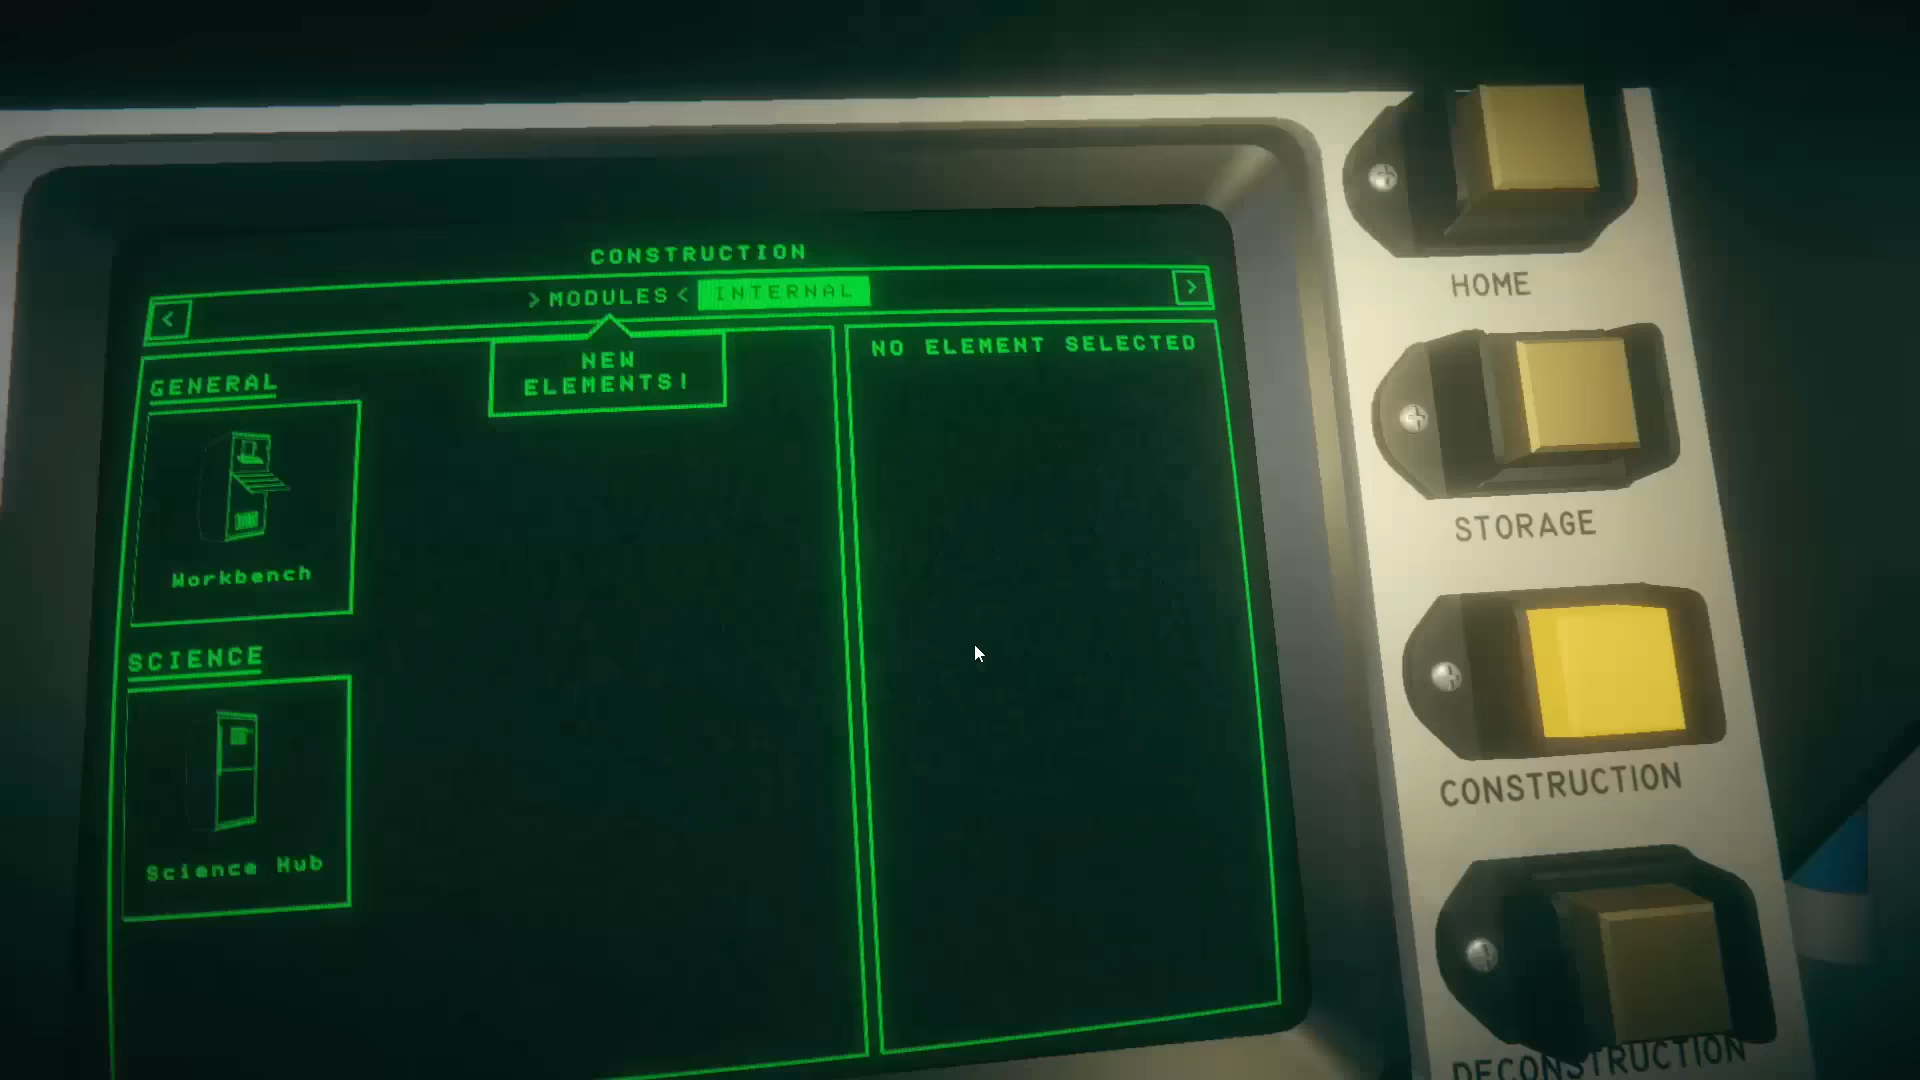 CONSTRUCTION
< >MODULES< INTERNAL >
NEW
ELEMENTS!
GENERAL
Workbench
SCIENCE
Science Hub
NO ELEMENT SELECTED
HOME
STORAGE
CONSTRUCTION
DECONSTRUCTION